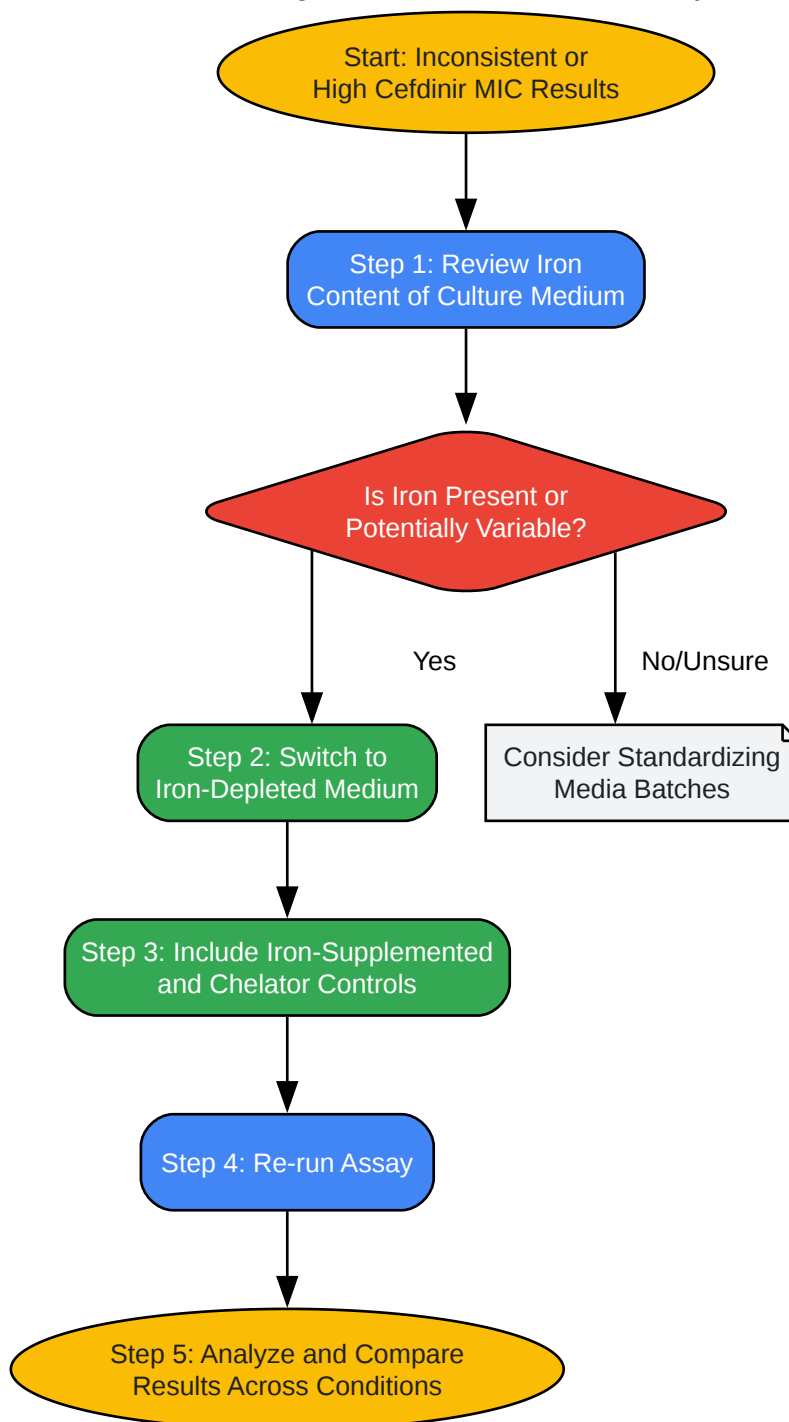 Start: Inconsistent or
High Cefdinir MIC Results
Step 1: Review Iron
Content of Culture Medium
Is Iron Present or
Potentially Variable?
Yes
No/Unsure
Step 2: Switch to
Iron-Depleted Medium
Consider Standardizing
Media Batches
Step 3: Include Iron-Supplemented
and Chelator Controls
Step 4: Re-run Assay
Step 5: Analyze and Compare
Results Across Conditions